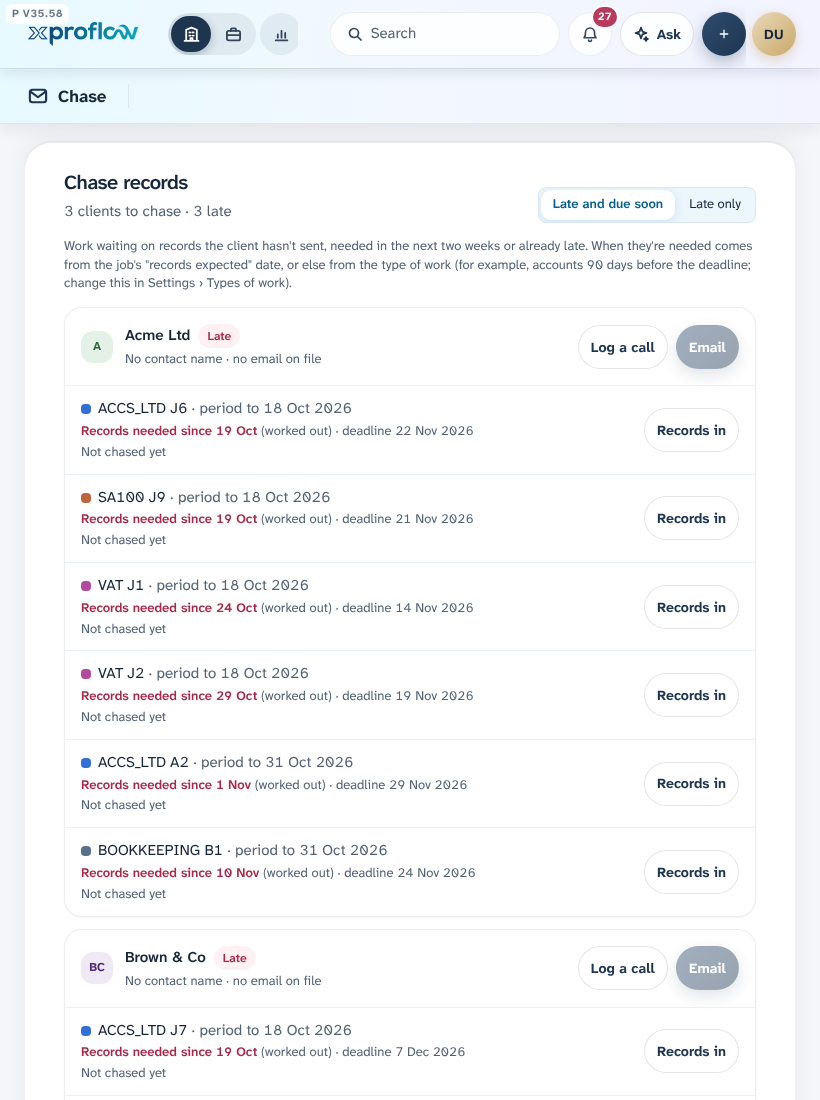 P V35.58
xproflow
Search
27
Ask
+
DU
Chase
Chase records
3 clients to chase · 3 late
Late and due soon
Late only
Work waiting on records the client hasn't sent, needed in the next two weeks or already late. When they're needed comes
from the job's "records expected" date, or else from the type of work (for example, accounts 90 days before the deadline;
change this in Settings › Types of work).
A
Acme Ltd
Late
No contact name · no email on file
Log a call
Email
ACCS_LTD J6 · period to 18 Oct 2026
Records needed since 19 Oct (worked out) · deadline 22 Nov 2026
Not chased yet
Records in
SA100 J9 · period to 18 Oct 2026
Records needed since 19 Oct (worked out) · deadline 21 Nov 2026
Not chased yet
Records in
VAT J1 · period to 18 Oct 2026
Records needed since 24 Oct (worked out) · deadline 14 Nov 2026
Not chased yet
Records in
VAT J2 · period to 18 Oct 2026
Records needed since 29 Oct (worked out) · deadline 19 Nov 2026
Not chased yet
Records in
ACCS_LTD A2 · period to 31 Oct 2026
Records needed since 1 Nov (worked out) · deadline 29 Nov 2026
Not chased yet
Records in
BOOKKEEPING B1 · period to 31 Oct 2026
Records needed since 10 Nov (worked out) · deadline 24 Nov 2026
Not chased yet
Records in
BC
Brown & Co
Late
No contact name · no email on file
Log a call
Email
ACCS_LTD J7 · period to 18 Oct 2026
Records needed since 19 Oct (worked out) · deadline 7 Dec 2026
Not chased yet
Records in